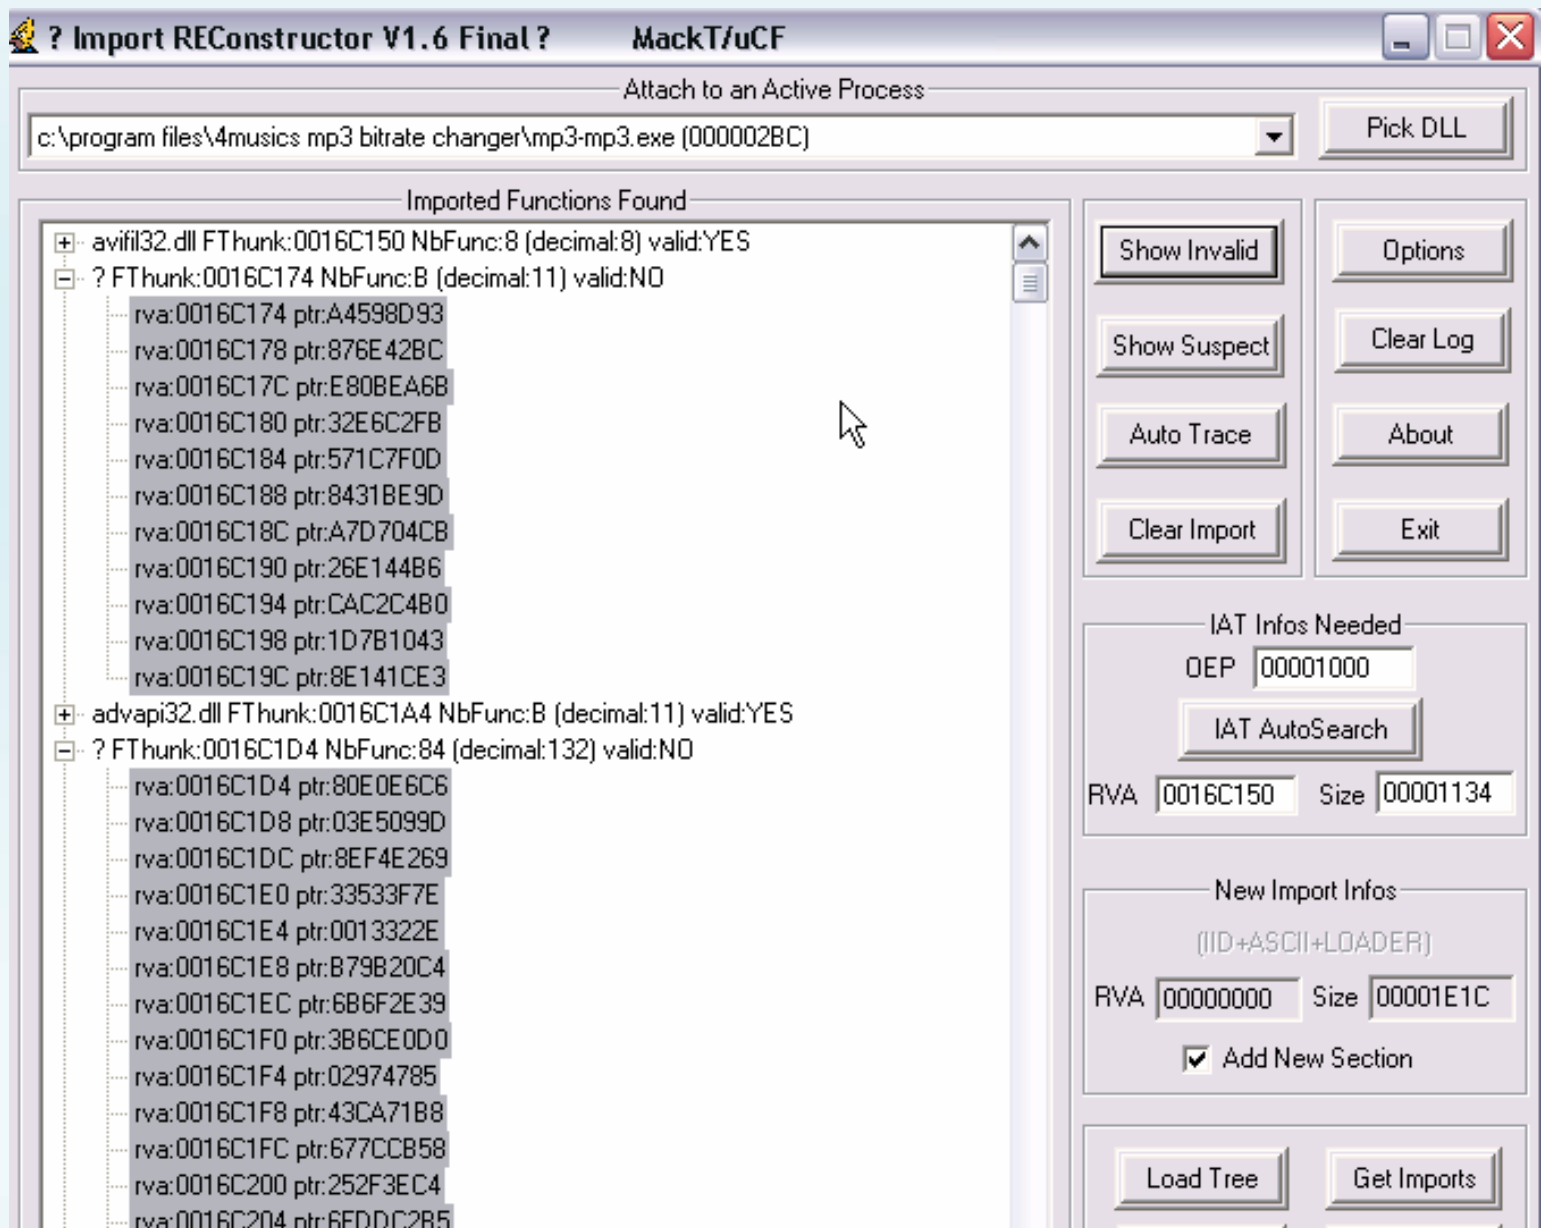 ? Import REConstructor V1.6 Final ? MackT/uCF
Attach to an Active Process
c:\program files\4musics mp3 bitrate changer\mp3-mp3.exe (000002BC)
Pick DLL
Imported Functions Found
avifil32.dll FThunk:0016C150 NbFunc:8 (decimal:8) valid:YES
? FThunk:0016C174 NbFunc:B (decimal:11) valid:NO
rva:0016C174 ptr:A4598D93
rva:0016C178 ptr:876E42BC
rva:0016C17C ptr:E80BEA6B
rva:0016C180 ptr:32E6C2FB
rva:0016C184 ptr:571C7F0D
rva:0016C188 ptr:8431BE9D
rva:0016C18C ptr:A7D704CB
rva:0016C190 ptr:26E144B6
rva:0016C194 ptr:CAC2C4B0
rva:0016C198 ptr:1D7B1043
rva:0016C19C ptr:8E141CE3
advapi32.dll FThunk:0016C1A4 NbFunc:B (decimal:11) valid:YES
? FThunk:0016C1D4 NbFunc:84 (decimal:132) valid:NO
rva:0016C1D4 ptr:80E0E6C6
rva:0016C1D8 ptr:03E5099D
rva:0016C1DC ptr:8EF4E269
rva:0016C1E0 ptr:33533F7E
rva:0016C1E4 ptr:0013322E
rva:0016C1E8 ptr:B79B20C4
rva:0016C1EC ptr:6B6F2E39
rva:0016C1F0 ptr:3B6CE0D0
rva:0016C1F4 ptr:02974785
rva:0016C1F8 ptr:43CA71B8
rva:0016C1FC ptr:677CCB58
rva:0016C200 ptr:252F3EC4
rva:0016C204 ptr:6FDDC2B5
Show Invalid
Options
Show Suspect
Clear Log
Auto Trace
About
Clear Import
Exit
IAT Infos Needed
OEP 00001000
IAT AutoSearch
RVA 0016C150 Size 00001134
New Import Infos
(IID+ASCII+LOADER)
RVA 00000000 Size 00001E1C
Add New Section
Load Tree
Get Imports